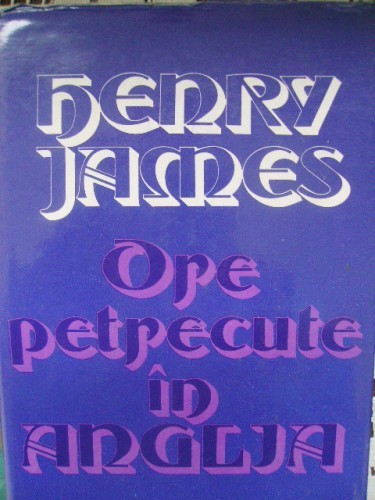 HENRY
JAMES
Ore
petrecute
în
ANGLIA